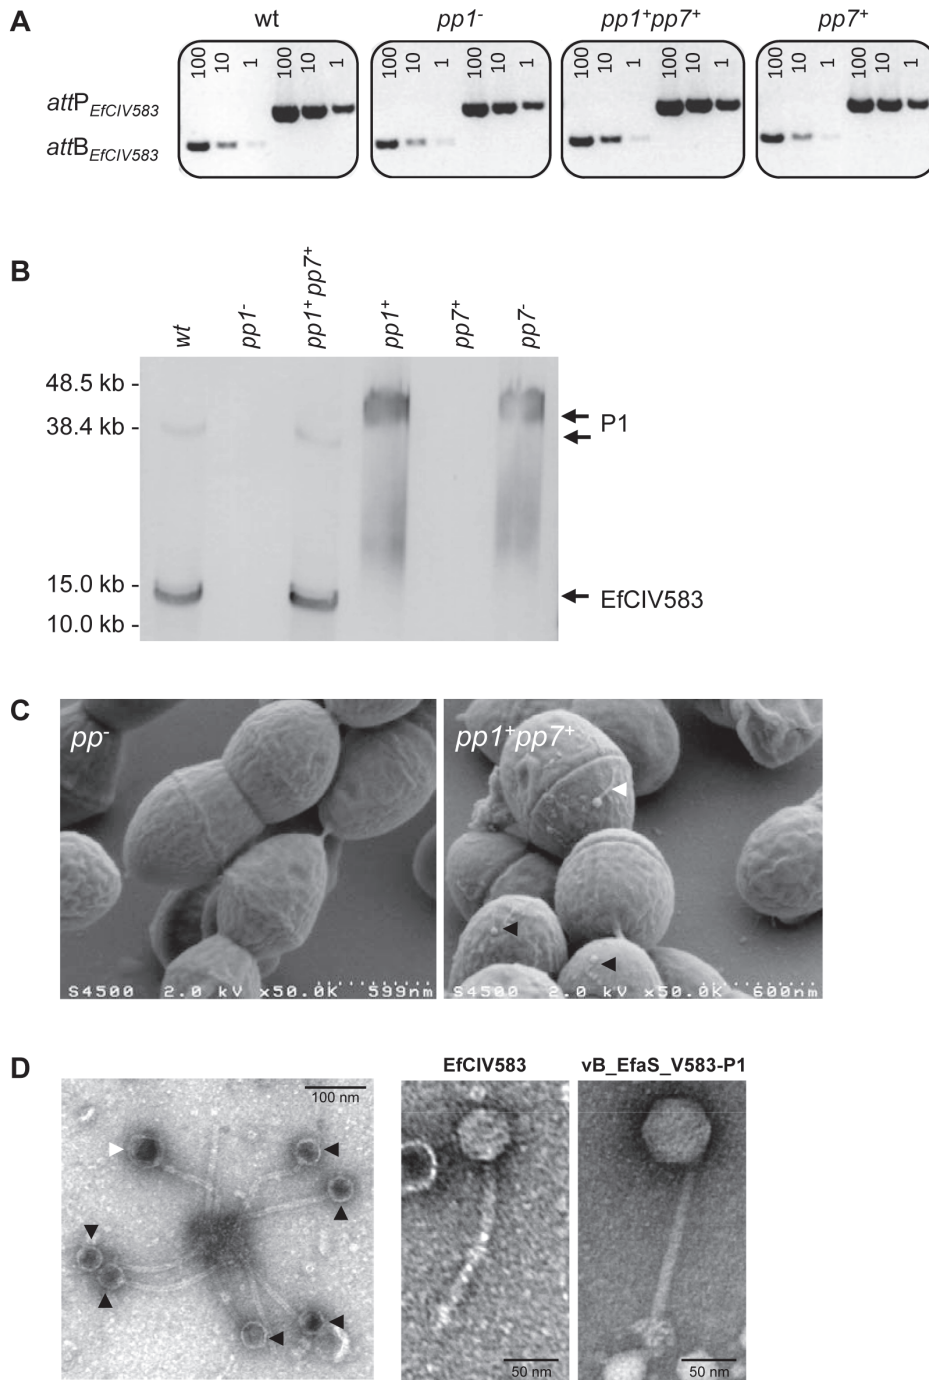 A
wt
pp1-
pp1+pp7+
pp7+
100 10 1 100 10 1
100 10 1 100 10 1
100 10 1 100 10 1
100 10 1 100 10 1
attP EfCIV583
attB EfCIV583
B
wt
pp1-
pp1+pp7+
pp1+
pp7+
pp7-
48.5 kb -
38.4 kb -
15.0 kb -
10.0 kb -
P1
EfCIV583
C
pp-
pp1+pp7+
S4500 2.0 kV x50.0K 599nm
S4500 2.0 kV x50.0K 600nm
D
EfCIV583
vB_EfaS_V583-P1
100 nm
50 nm
50 nm